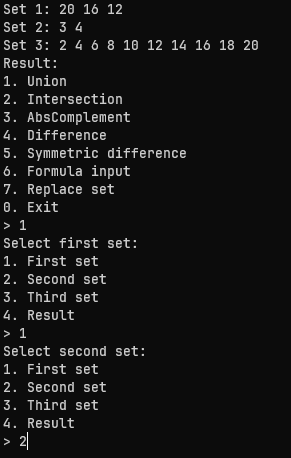 Set 1: 20 16 12
Set 2: 3 4
Set 3: 2 4 6 8 10 12 14 16 18 20
Result:
1. Union
2. Intersection
3. AbsComplement
4. Difference
5. Symmetric difference
6. Formula input
7. Replace set
0. Exit
> 1
Select first set:
1. First set
2. Second set
3. Third set
4. Result
> 1
Select second set:
1. First set
2. Second set
3. Third set
4. Result
> 2